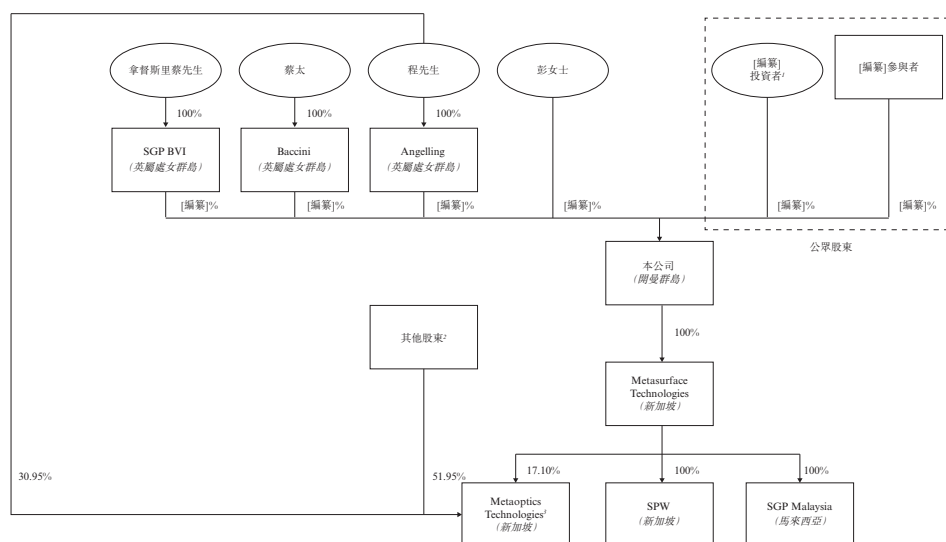 拿督斯里蔡先生
蔡太
程先生
彭女士
[編纂]
投資者¹
[編纂]參與者
100%
100%
100%
SGP BVI
(英屬處女群島)
Baccini
(英屬處女群島)
Angelling
(英屬處女群島)
[編纂]%
[編纂]%
[編纂]%
[編纂]%
[編纂]%
[編纂]%
公眾股東
本公司
(開曼群島)
其他股東²
100%
Metasurface
Technologies
(新加坡)
30.95%
51.95%
17.10%
100%
100%
Metaoptics
Technologies³
(新加坡)
SPW
(新加坡)
SGP Malaysia
(馬來西亞)